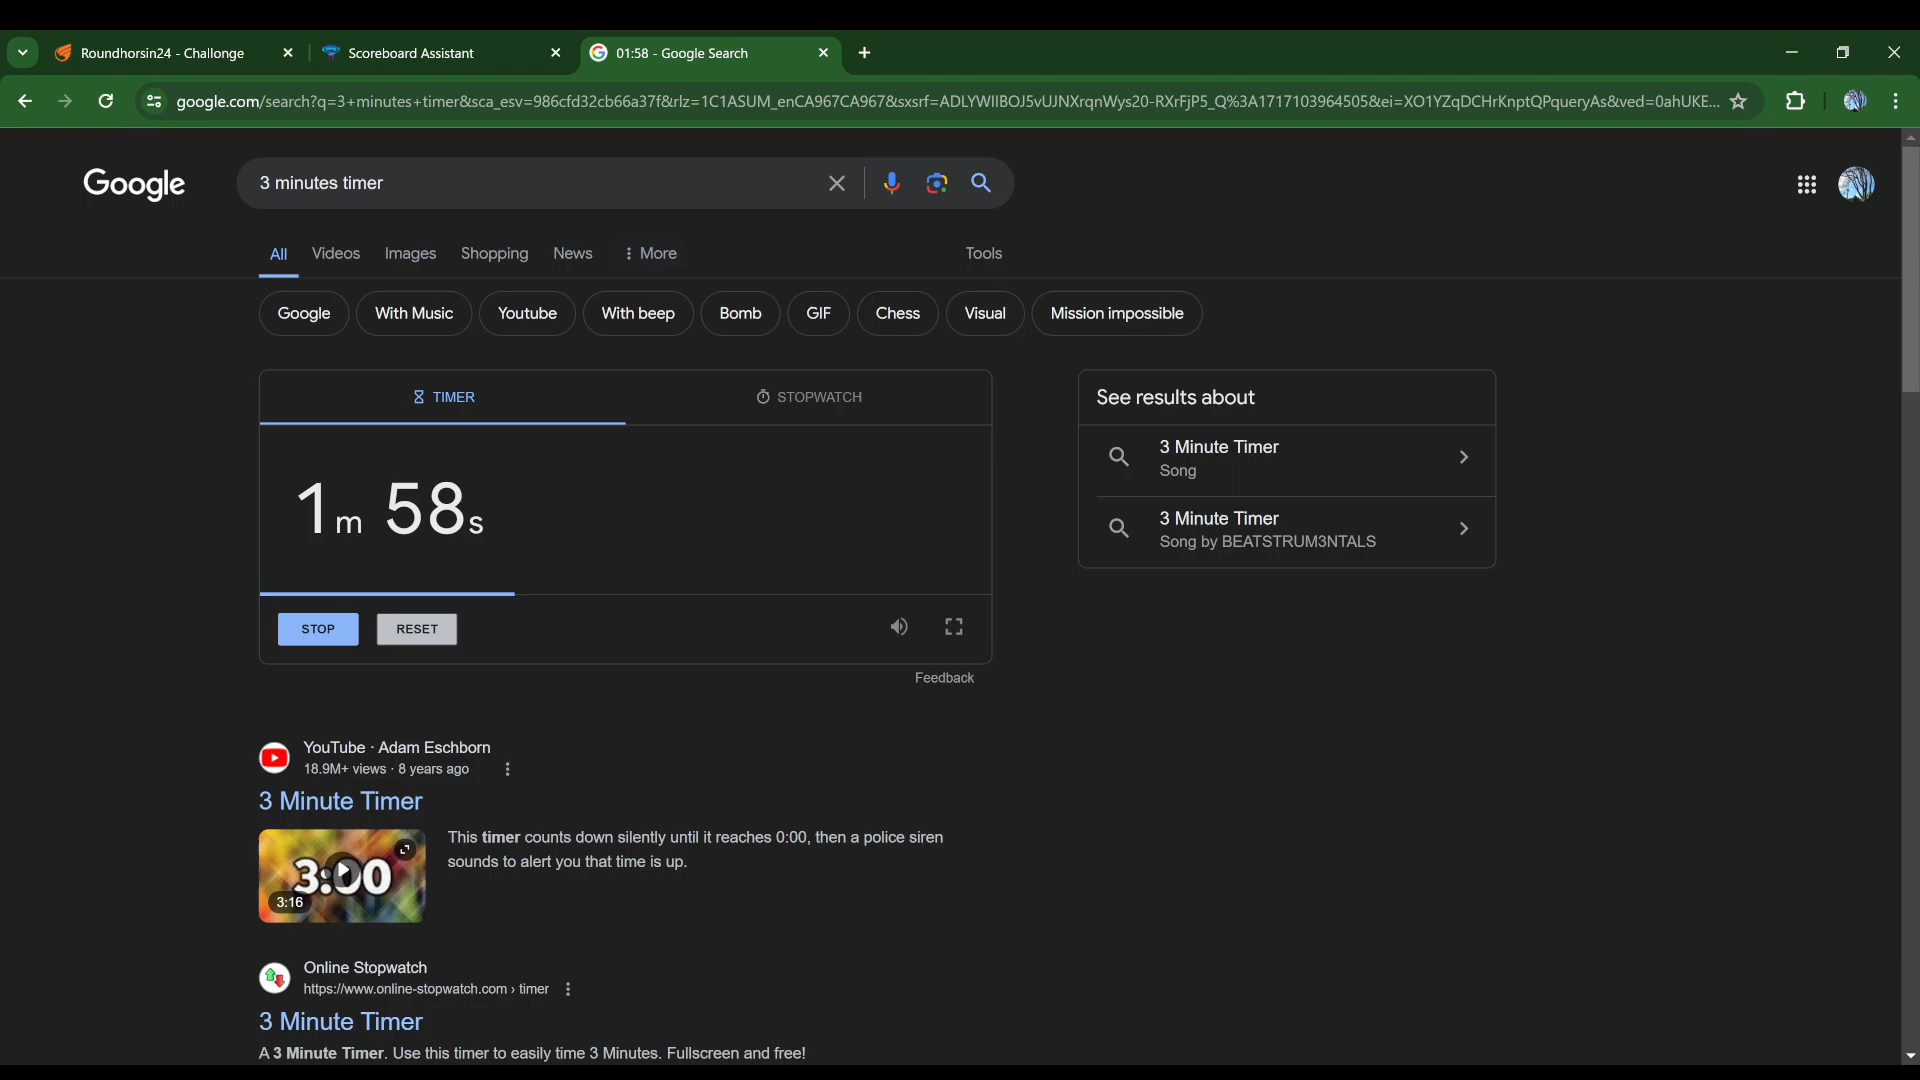 Roundhorsin24 - Challonge
Scoreboard Assistant
01:58 - Google Search
google.com/search?q=3+minutes+timer&sca_esv=986cfd32cb66a37f&rlz=1C1ASUM_enCA967CA967&sxsrf=ADLYWIIBOJ5vUJNXrqnWys20-RXrFjP5_Q%3A1717103964505&ei=XO1YZqDCHrKnptQPqueryAs&ved=0ahUKE...
Google
3 minutes timer
All
Videos
Images
Shopping
News
More
Tools
Google
With Music
Youtube
With beep
Bomb
GIF
Chess
Visual
Mission impossible
TIMER
STOPWATCH
1m 58s
STOP
RESET
Feedback
See results about
3 Minute Timer
Song
3 Minute Timer
Song by BEATSTRUM3NTALS
YouTube · Adam Eschborn
18.9M+ views · 8 years ago
3 Minute Timer
3:00
3:16
This timer counts down silently until it reaches 0:00, then a police siren
sounds to alert you that time is up.
Online Stopwatch
https://www.online-stopwatch.com › timer
3 Minute Timer
A 3 Minute Timer. Use this timer to easily time 3 Minutes. Fullscreen and free!